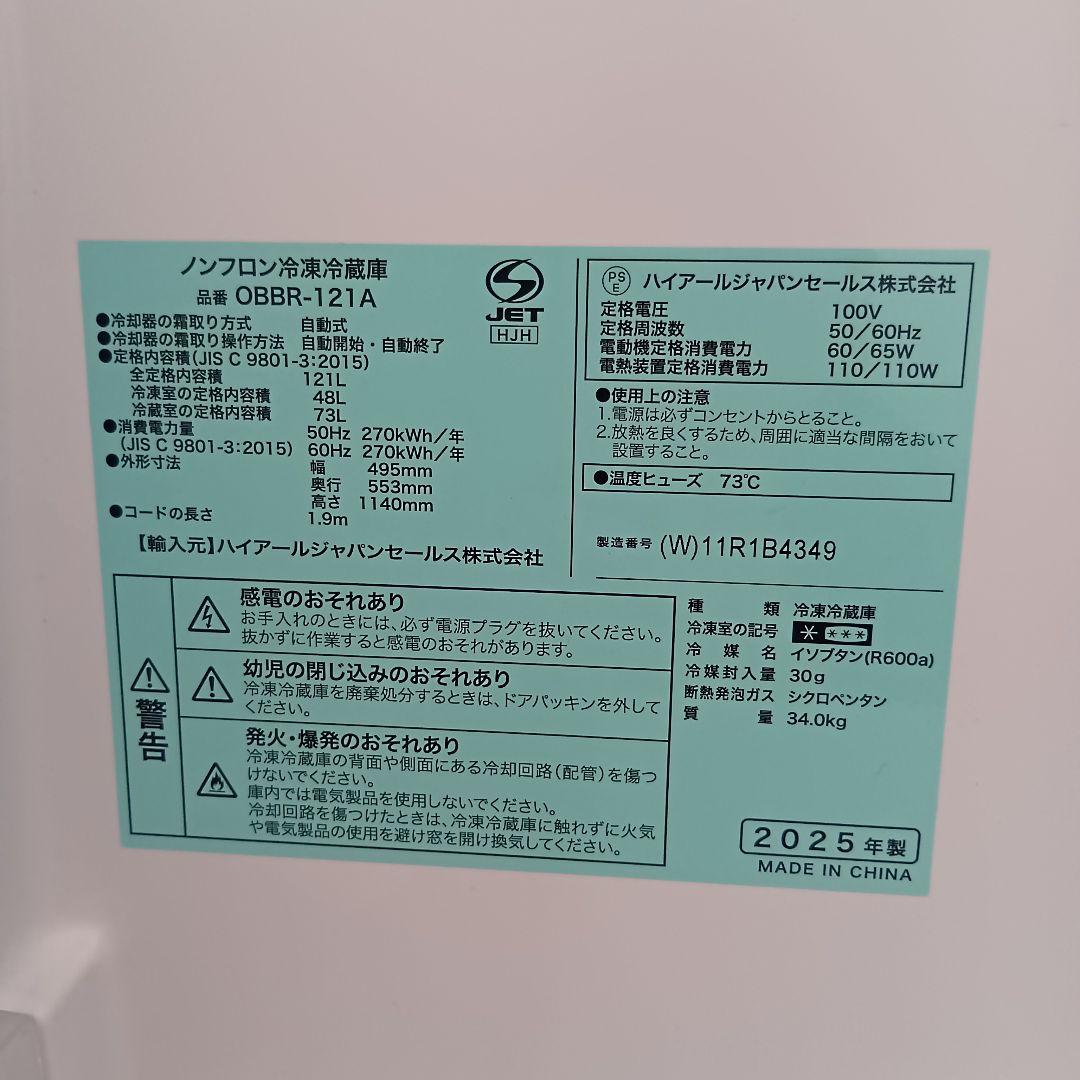 ノンフロン冷凍冷蔵庫
品番 OBBR-121A
JET
HJH
●冷却器の霜取り方式 自動式
●冷却器の霜取り操作方法 自動開始・自動終了
●定格内容積(JIS C 9801-3:2015)
全定格内容積 121L
冷凍室の定格内容積 48L
冷蔵室の定格内容積 73L
●消費電力量 50Hz 270kWh/年
(JIS C 9801-3:2015) 60Hz 270kWh/年
●外形寸法 幅 495mm
奥行 553mm
高さ 1140mm
●コードの長さ 1.9m
【輸入元】ハイアールジャパンセールス株式会社
PS
E
ハイアールジャパンセールス株式会社
定格電圧 100V
定格周波数 50/60Hz
電動機定格消費電力 60/65W
電熱装置定格消費電力 110/110W
●使用上の注意
1.電源は必ずコンセントからとること。
2.放熱を良くするため、周囲に適当な間隔をおいて
設置すること。
●温度ヒューズ 73℃
製造番号 (W)11R1B4349
警告
感電のおそれあり
お手入れのときには、必ず電源プラグを抜いてください。
抜かずに作業すると感電のおそれがあります。
幼児の閉じ込みのおそれあり
冷凍冷蔵庫を廃棄処分するときは、ドアパッキンを外して
ください。
発火・爆発のおそれあり
冷凍冷蔵庫の背面や側面にある冷却回路(配管)を傷つ
けないでください。
庫内では電気製品を使用しないでください。
冷却回路を傷つけたときは、冷凍冷蔵庫に触れずに火気
や電気製品の使用を避け窓を開け換気してください。
種類 冷凍冷蔵庫
冷凍室の記号 * ***
冷媒名 イソブタン(R600a)
冷媒封入量 30g
断熱発泡ガス シクロペンタン
質量 34.0kg
2025年製
MADE IN CHINA